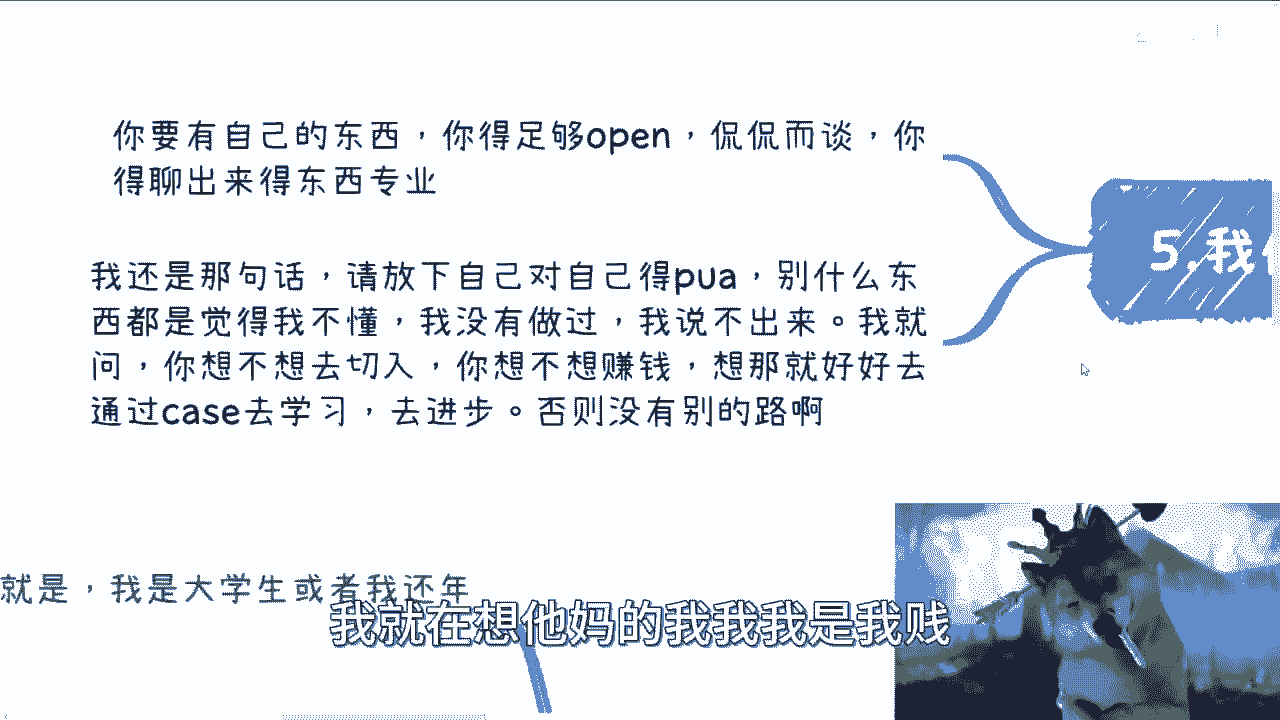 你要有自己的东西，你得足够open，侃侃而谈，你
得聊出来得东西专业
5.我
我还是那句话，请放下自己对自己得pua，别什么东
西都是觉得我不懂，我没有做过，我说不出来。我就
问，你想不想去切入，你想不想赚钱，想那就好好去
通过case去学习，去进步。否则没有别的路啊
就是，我是大学生或者我还年
我就在想他妈的我我我是我贱